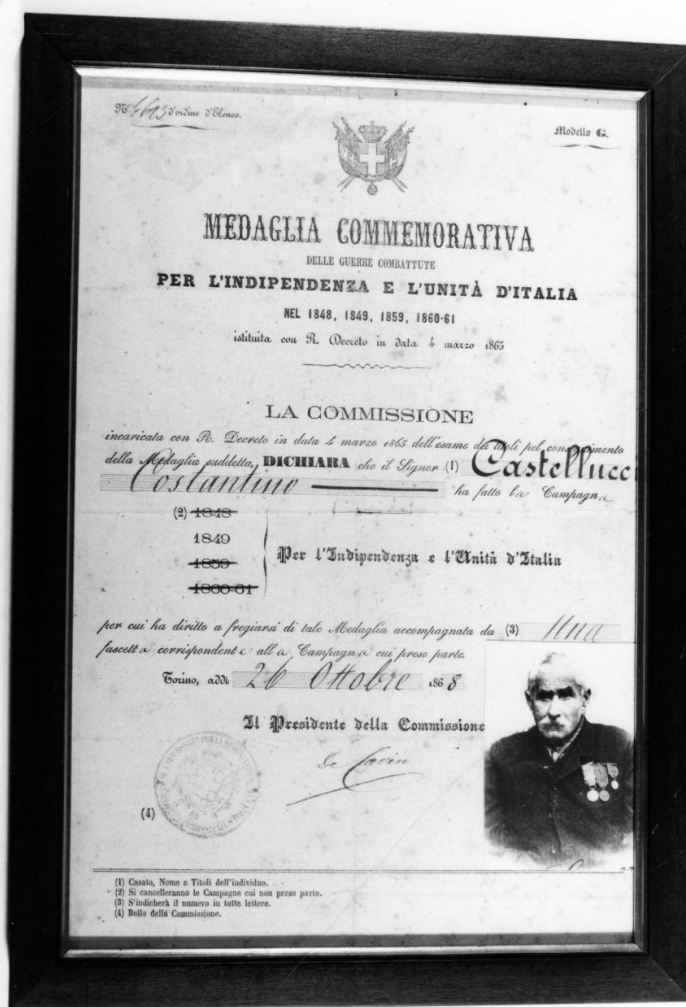 Nº 4613 d'ordine d'Elenco.
Modello G.
MEDAGLIA COMMEMORATIVA
DELLE GUERRE COMBATTUTE
PER L'INDIPENDENZA E L'UNITÀ D'ITALIA
NEL 1848, 1849, 1859, 1860-61
istituita con R. Decreto in data 4 marzo 1865
LA COMMISSIONE
incaricata con R. Decreto in data 4 marzo 1865 dell'esame dei titoli pel conseguimento
della Medaglia suddetta, DICHIARA che il Signor (1) Castellucci
Costantino ha fatto la Campagna
(2) 1848
1849
1859
1860-61
Per l'Indipendenza e l'Unità d'Italia
per cui ha diritto a fregiarsi di tale Medaglia accompagnata da (3) Una
fascetta corrispondente alla Campagna cui prese parte.
Torino, addì 26 Ottobre 1868
Il Presidente della Commissione
(4)
(1) Casato, Nome e Titoli dell'individuo.
(2) Si cancelleranno le Campagne cui non prese parte.
(3) S'indicherà il numero in tutte lettere.
(4) Bollo della Commissione.